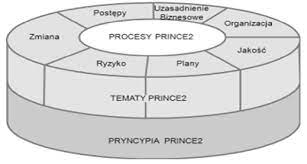 Postępy
Uzasadnienie
Biznesowe
Organizacja
Zmiana
PROCESY PRINCE2
Jakość
Ryzyko
Plany
TEMATY PRINCE2
PRYNCYPIA PRINCE2